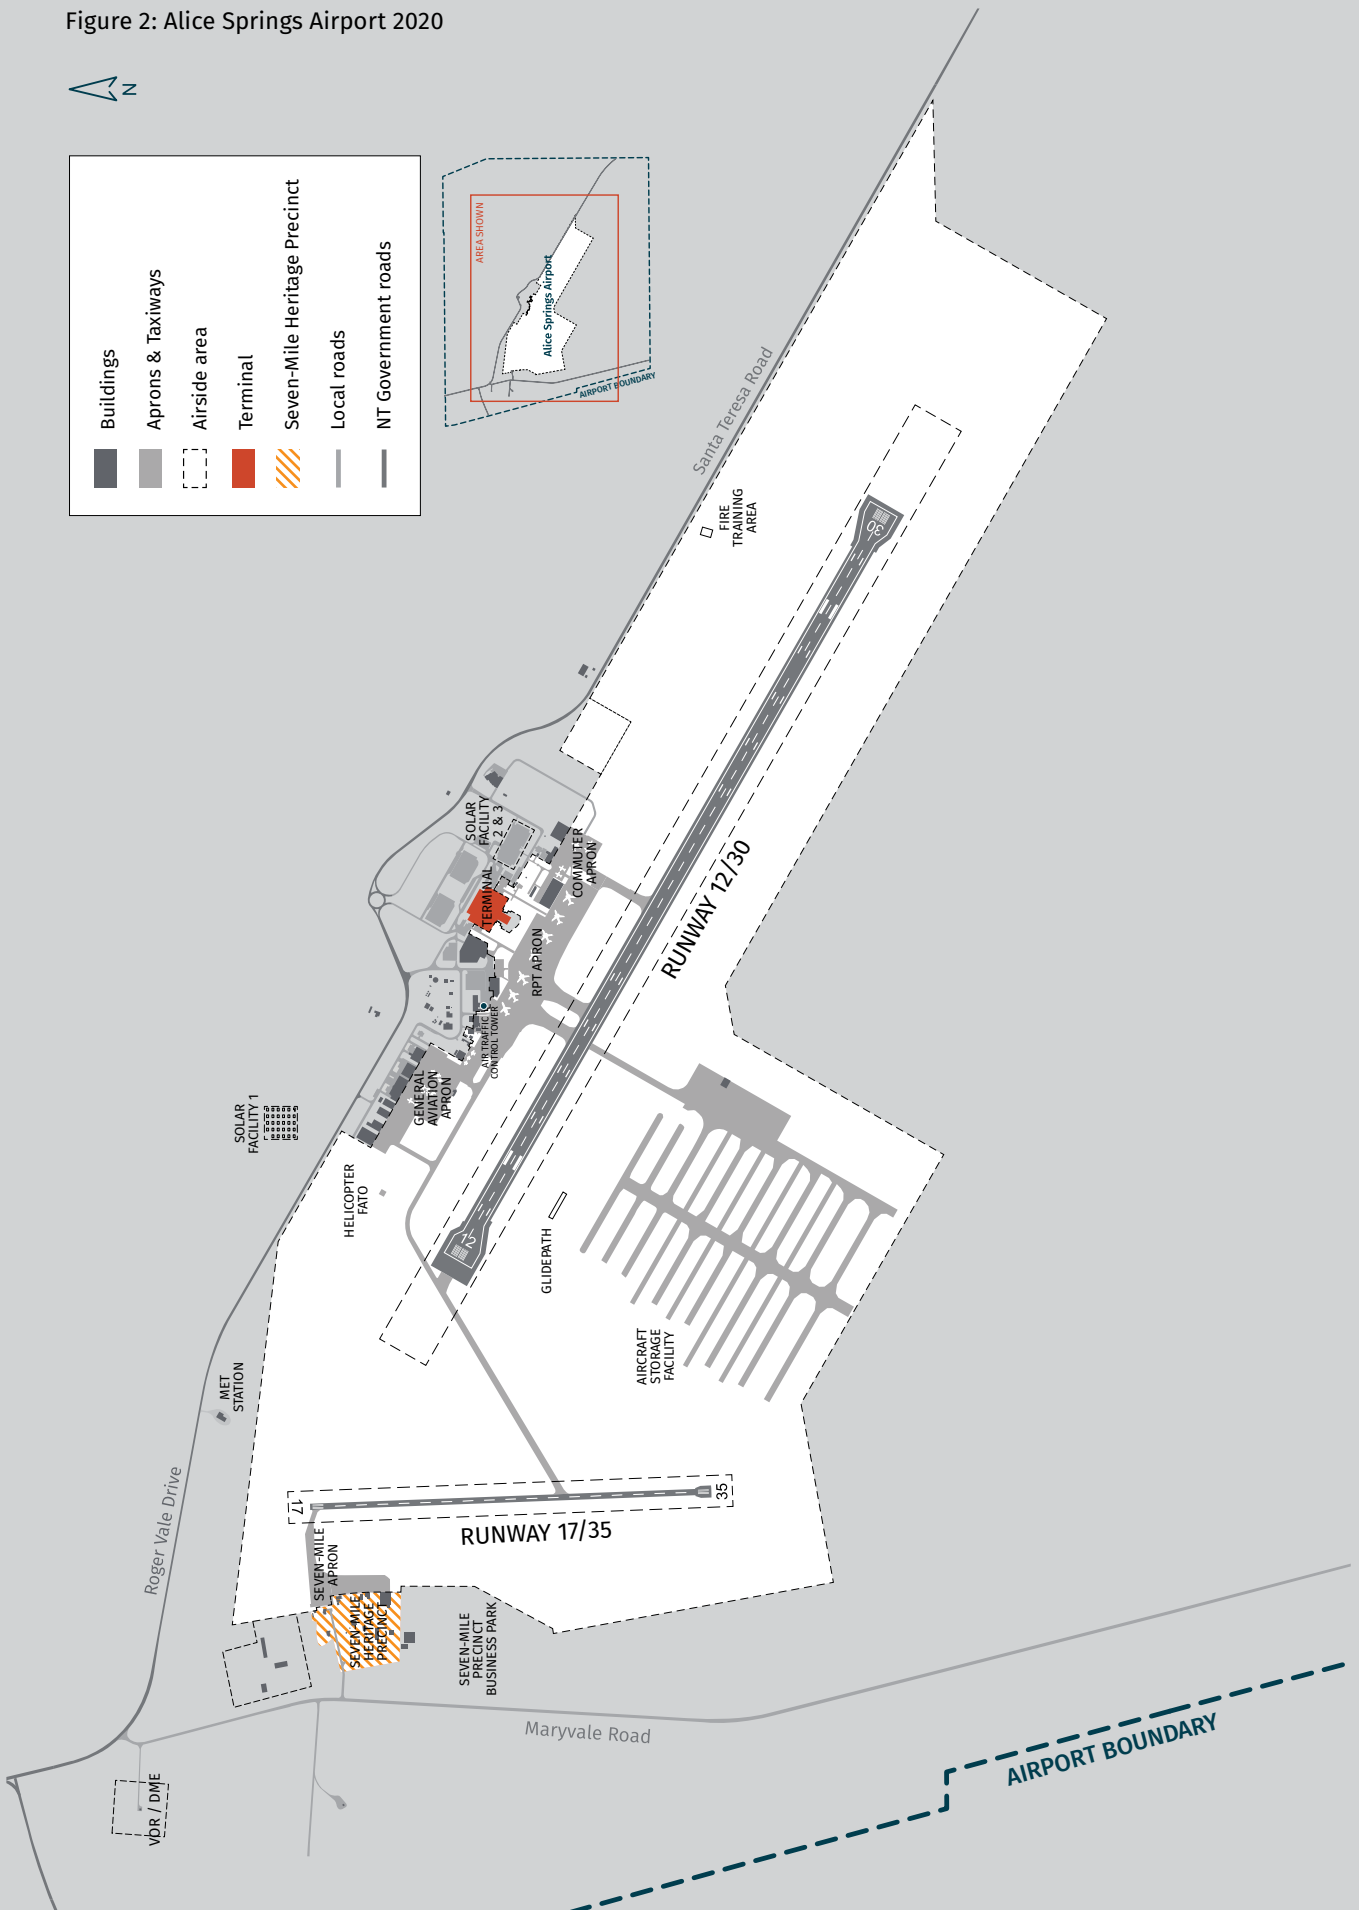 Figure 2: Alice Springs Airport 2020
N
Buildings
Aprons & Taxiways
Airside area
Terminal
Seven-Mile Heritage Precinct
Local roads
NT Government roads
AREA SHOWN
Alice Springs Airport
AIRPORT BOUNDARY
Santa Teresa Road
FIRE
TRAINING
AREA
30
SOLAR
FACILITY
2 & 3
TERMINAL
COMMUTER
APRON
RPT APRON
RUNWAY 12/30
AIR TRAFFIC
CONTROL TOWER
GENERAL
AVIATION
APRON
SOLAR
FACILITY 1
HELICOPTER
FATO
12
GLIDEPATH
AIRCRAFT
STORAGE
FACILITY
MET
STATION
Roger Vale Drive
17
35
RUNWAY 17/35
SEVEN-MILE
APRON
SEVEN-MILE
HERITAGE
PRECINCT
SEVEN-MILE
PRECINCT
BUSINESS PARK
Maryvale Road
VOR / DME
AIRPORT BOUNDARY